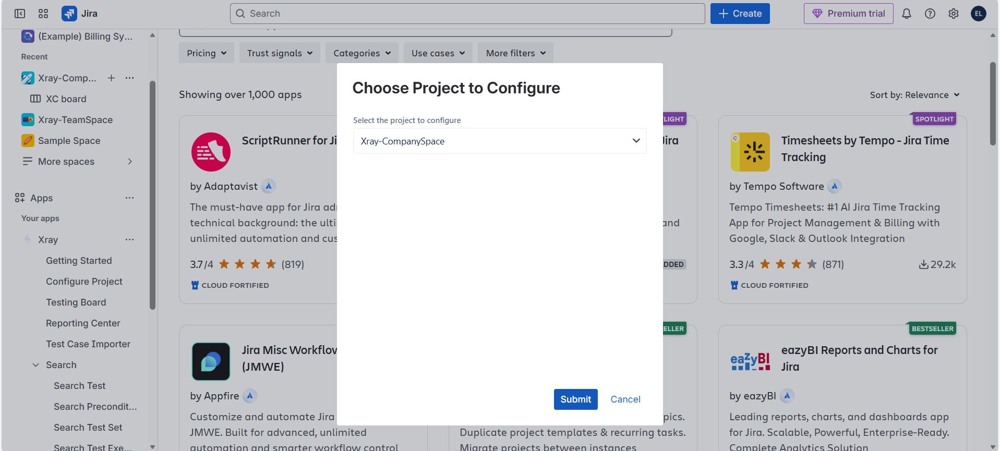 Jira
Search
Create
Premium trial
EL
(Example) Billing Sy...
Recent
Xray-Comp...
XC board
Xray-TeamSpace
Sample Space
More spaces
Apps
Your apps
Xray
Getting Started
Configure Project
Testing Board
Reporting Center
Test Case Importer
Search
Search Test
Search Precondit...
Search Test Set
Search Test Exe...
Pricing
Trust signals
Categories
Use cases
More filters
Showing over 1,000 apps
Sort by: Relevance
Choose Project to Configure
Select the project to configure
Xray-CompanySpace
Submit
Cancel
ScriptRunner for Ji
by Adaptavist
The must-have app for Jira adı
technical background: the ulti
unlimited automation and cus
3.7/4
(819)
CLOUD FORTIFIED
LIGHT
Jira
and
DDED
SPOTLIGHT
Timesheets by Tempo - Jira Time
Tracking
by Tempo Software
Tempo Timesheets: #1 AI Jira Time Tracking
App for Project Management & Billing with
Google, Slack & Outlook Integration
3.3/4
(871)
29.2k
CLOUD FORTIFIED
Jira Misc Workflov
(JMWE)
by Appfire
Customize and automate Jira
JMWE. Built for advanced, unlimited
automation and smarter workflow control
ELLER
pics.
Duplicate project templates & recurring tasks.
Migrate projects between instances
BESTSELLER
eazyBI
eazyBI Reports and Charts for
Jira
by eazyBI
Leading reports, charts, and dashboards app
for Jira. Scalable, Powerful, Enterprise-Ready.
Complete Analytics Solution